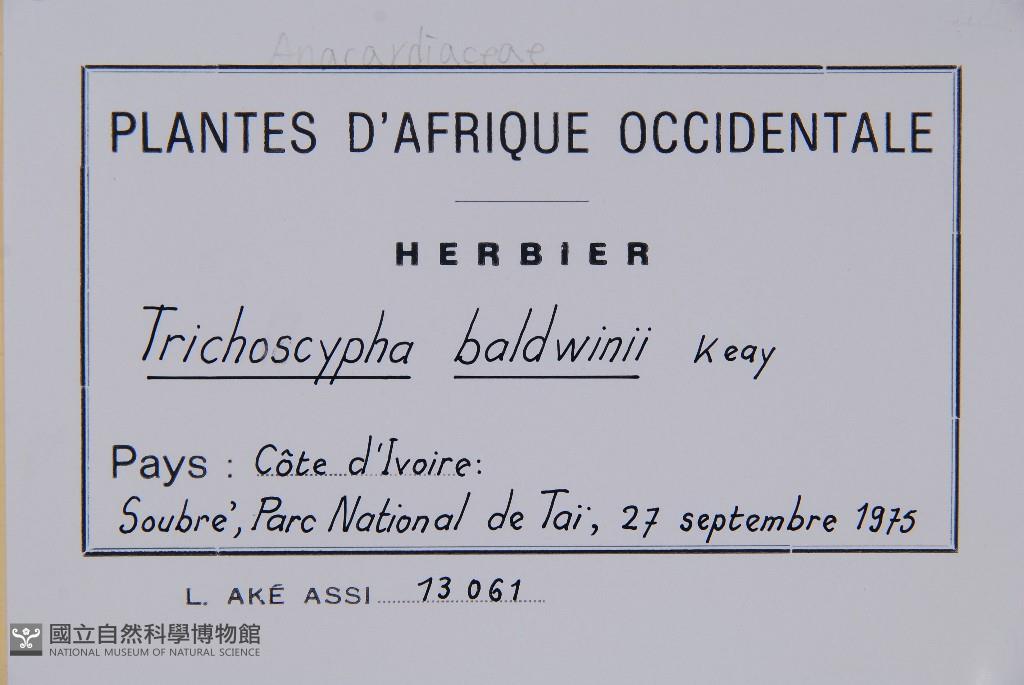 Anacardiaceae
PLANTES D'AFRIQUE OCCIDENTALE
HERBIER
Trichoscypha baldwinii Keay
Pays : Côte d'Ivoire:
Soubré, Parc National de Taï, 27 septembre 1975
L. AKÉ ASSI 13 061
國立自然科學博物館
NATIONAL MUSEUM OF NATURAL SCIENCE